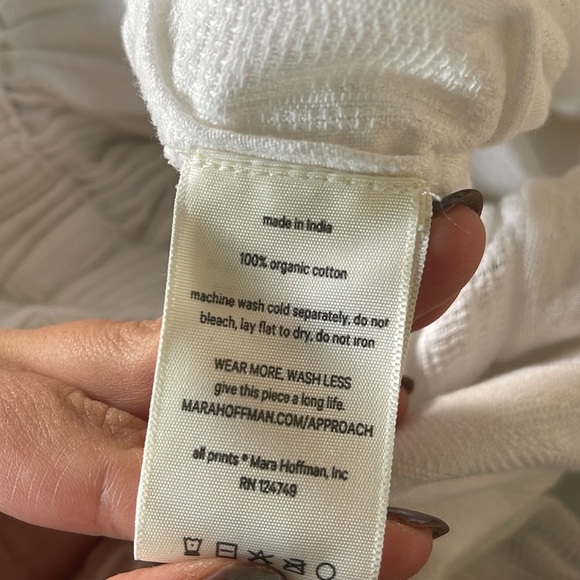 made in India
100% organic cotton
machine wash cold separately, do not
bleach, lay flat to dry, do not iron
WEAR MORE, WASH LESS
give this piece a long life.
MARAHOFFMAN.COM/APPROACH
all prints ® Mara Hoffman, Inc
RN 124749